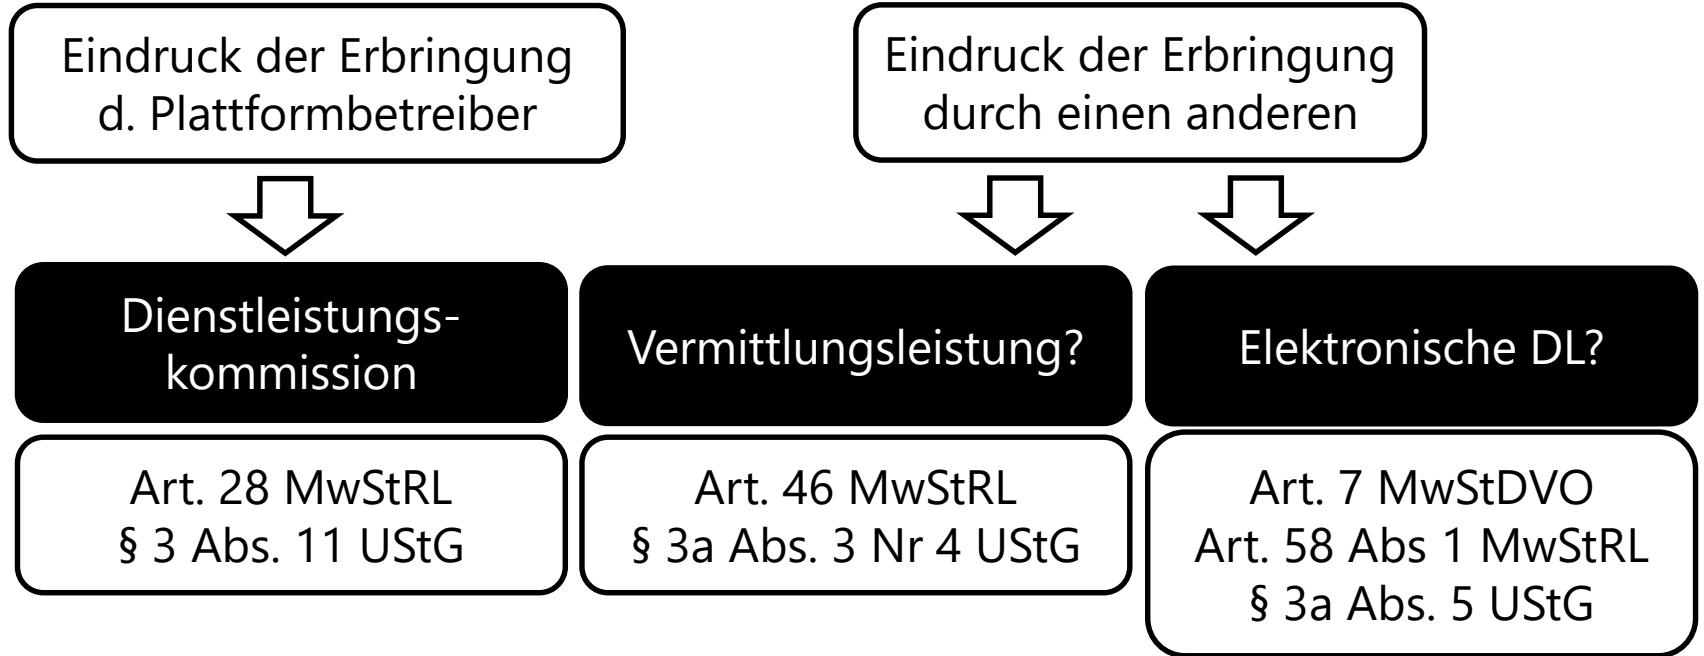 Eindruck der Erbringung
d. Plattformbetreiber
Eindruck der Erbringung
durch einen anderen
Dienstleistungs-
kommission
Vermittlungsleistung?
Elektronische DL?
Art. 28 MwStRL
§ 3 Abs. 11 UStG
Art. 46 MwStRL
§ 3a Abs. 3 Nr 4 UStG
Art. 7 MwStDVO
Art. 58 Abs 1 MwStRL
§ 3a Abs. 5 UStG